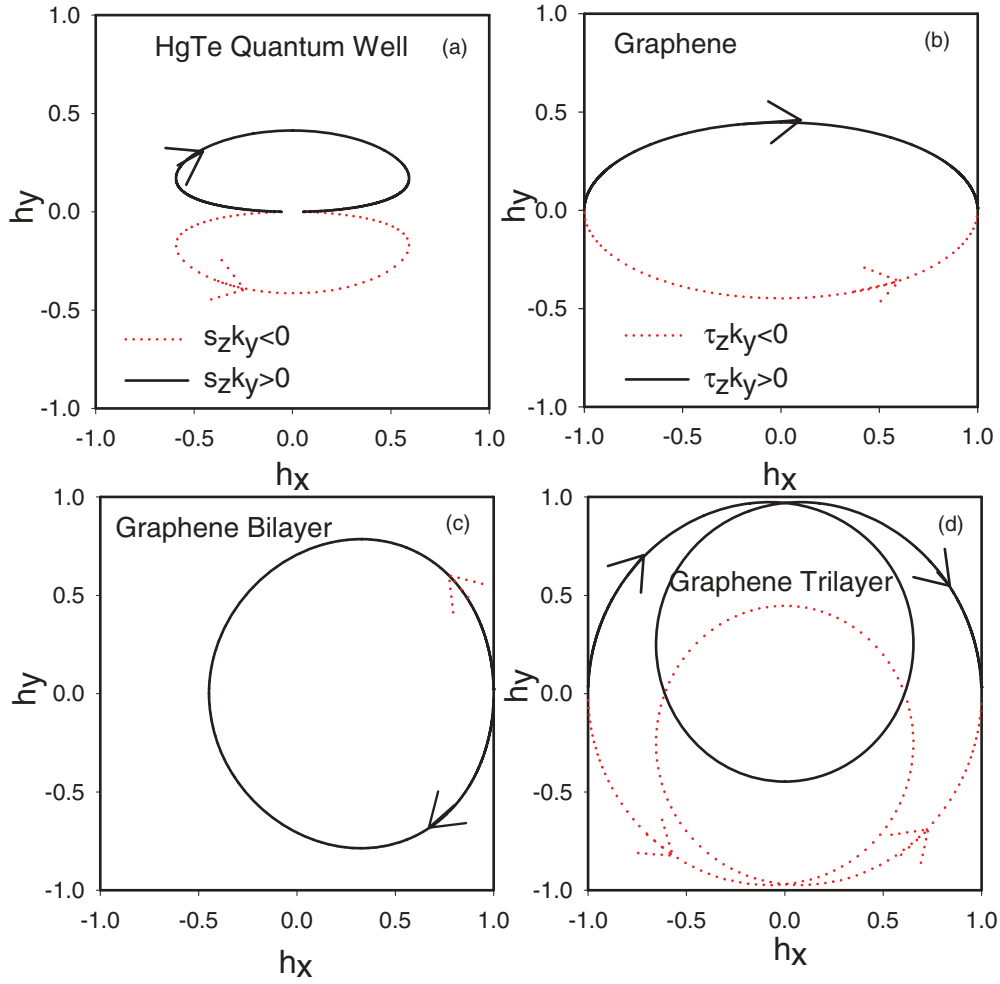 1.0
HgTe Quantum Well (a)
0.5
hy
0.0
-0.5
szky<0
szky>0
-1.0
-1.0 -0.5 0.0 0.5 1.0
hx
1.0
Graphene (b)
0.5
hy
0.0
-0.5
τzky<0
τzky>0
-1.0
-1.0 -0.5 0.0 0.5 1.0
hx
1.0
Graphene Bilayer (c)
0.5
hy
0.0
-0.5
-1.0
-1.0 -0.5 0.0 0.5 1.0
hx
1.0
(d)
Graphene Trilayer
0.5
hy
0.0
-0.5
-1.0
-1.0 -0.5 0.0 0.5 1.0
hx